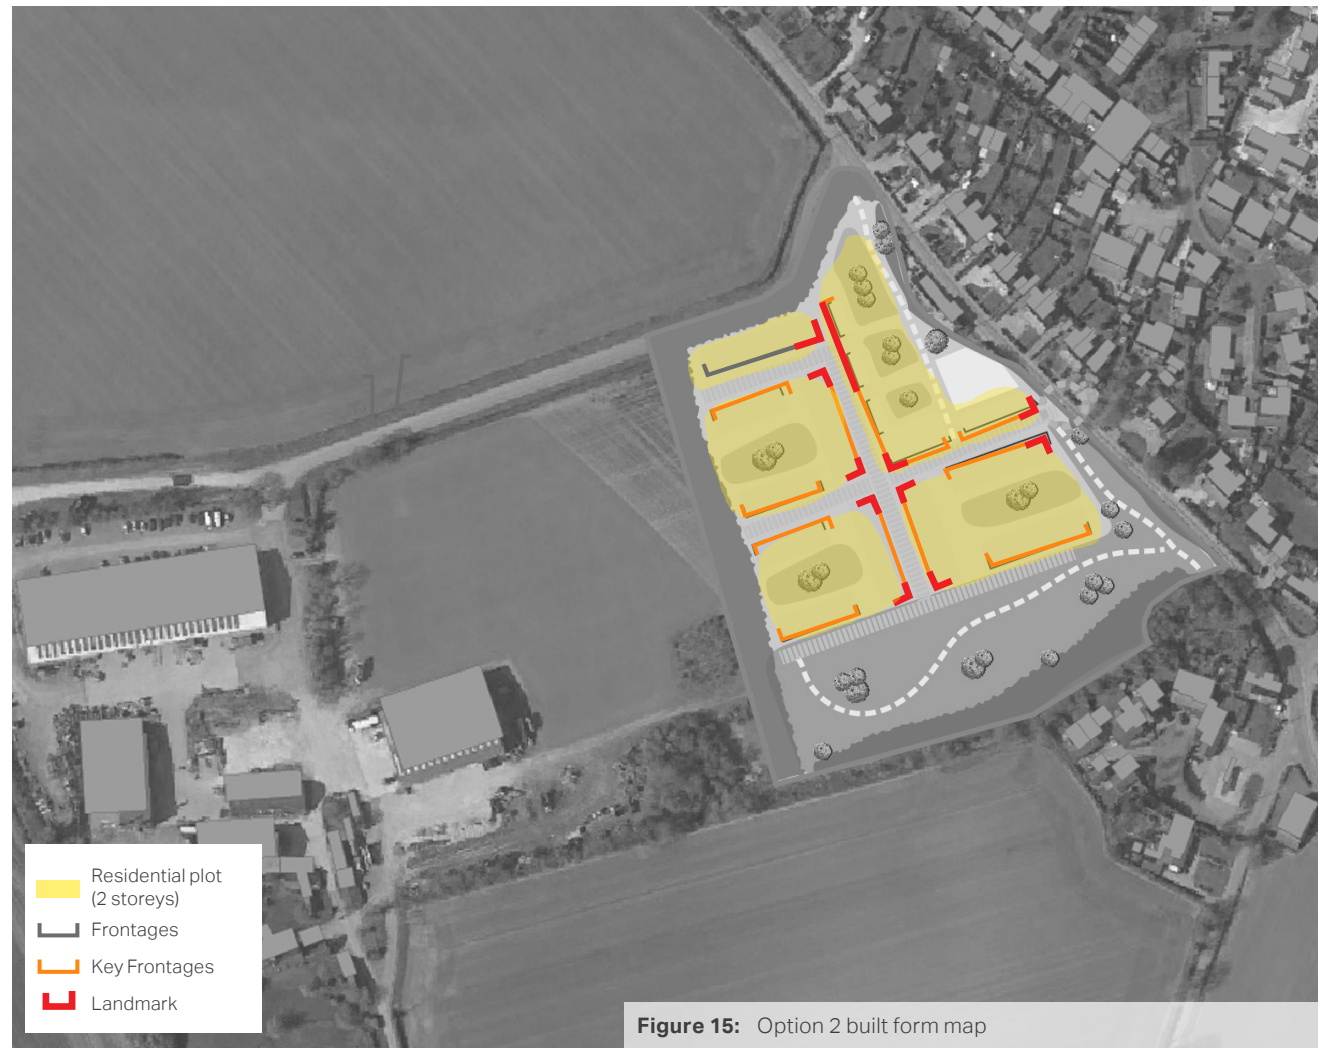 Residential plot
(2 storeys)
Frontages
Key Frontages
Landmark
Figure 15: Option 2 built form map